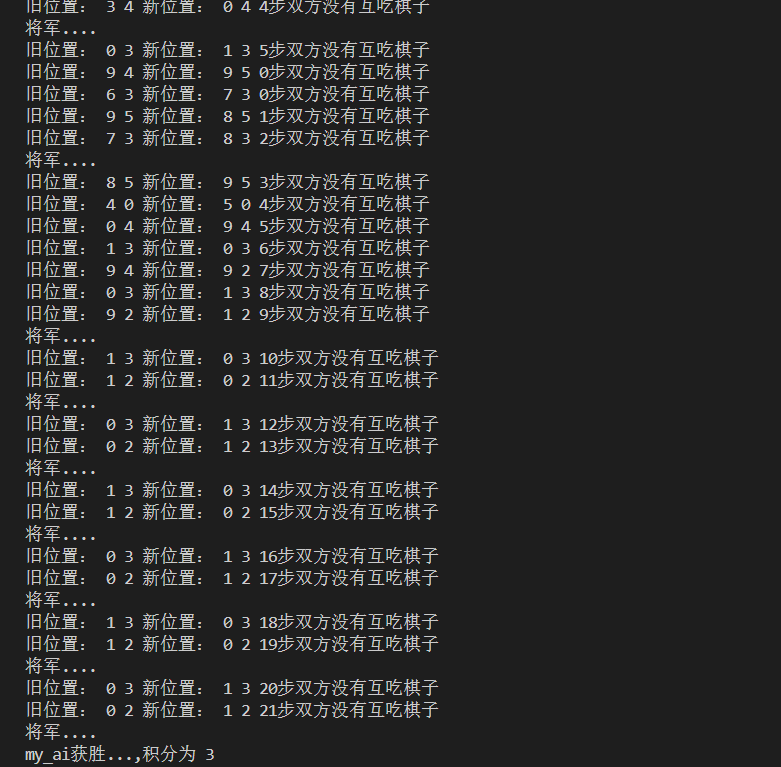 旧位置： 3 4 新位置： 0 4 4步双方没有互吃棋子
将军....
旧位置： 0 3 新位置： 1 3 5步双方没有互吃棋子
旧位置： 9 4 新位置： 9 5 0步双方没有互吃棋子
旧位置： 6 3 新位置： 7 3 0步双方没有互吃棋子
旧位置： 9 5 新位置： 8 5 1步双方没有互吃棋子
旧位置： 7 3 新位置： 8 3 2步双方没有互吃棋子
将军....
旧位置： 8 5 新位置： 9 5 3步双方没有互吃棋子
旧位置： 4 0 新位置： 5 0 4步双方没有互吃棋子
旧位置： 0 4 新位置： 9 4 5步双方没有互吃棋子
旧位置： 1 3 新位置： 0 3 6步双方没有互吃棋子
旧位置： 9 4 新位置： 9 2 7步双方没有互吃棋子
旧位置： 0 3 新位置： 1 3 8步双方没有互吃棋子
旧位置： 9 2 新位置： 1 2 9步双方没有互吃棋子
将军....
旧位置： 1 3 新位置： 0 3 10步双方没有互吃棋子
旧位置： 1 2 新位置： 0 2 11步双方没有互吃棋子
将军....
旧位置： 0 3 新位置： 1 3 12步双方没有互吃棋子
旧位置： 0 2 新位置： 1 2 13步双方没有互吃棋子
将军....
旧位置： 1 3 新位置： 0 3 14步双方没有互吃棋子
旧位置： 1 2 新位置： 0 2 15步双方没有互吃棋子
将军....
旧位置： 0 3 新位置： 1 3 16步双方没有互吃棋子
旧位置： 0 2 新位置： 1 2 17步双方没有互吃棋子
将军....
旧位置： 1 3 新位置： 0 3 18步双方没有互吃棋子
旧位置： 1 2 新位置： 0 2 19步双方没有互吃棋子
将军....
旧位置： 0 3 新位置： 1 3 20步双方没有互吃棋子
旧位置： 0 2 新位置： 1 2 21步双方没有互吃棋子
将军....
my_ai获胜...,积分为 3